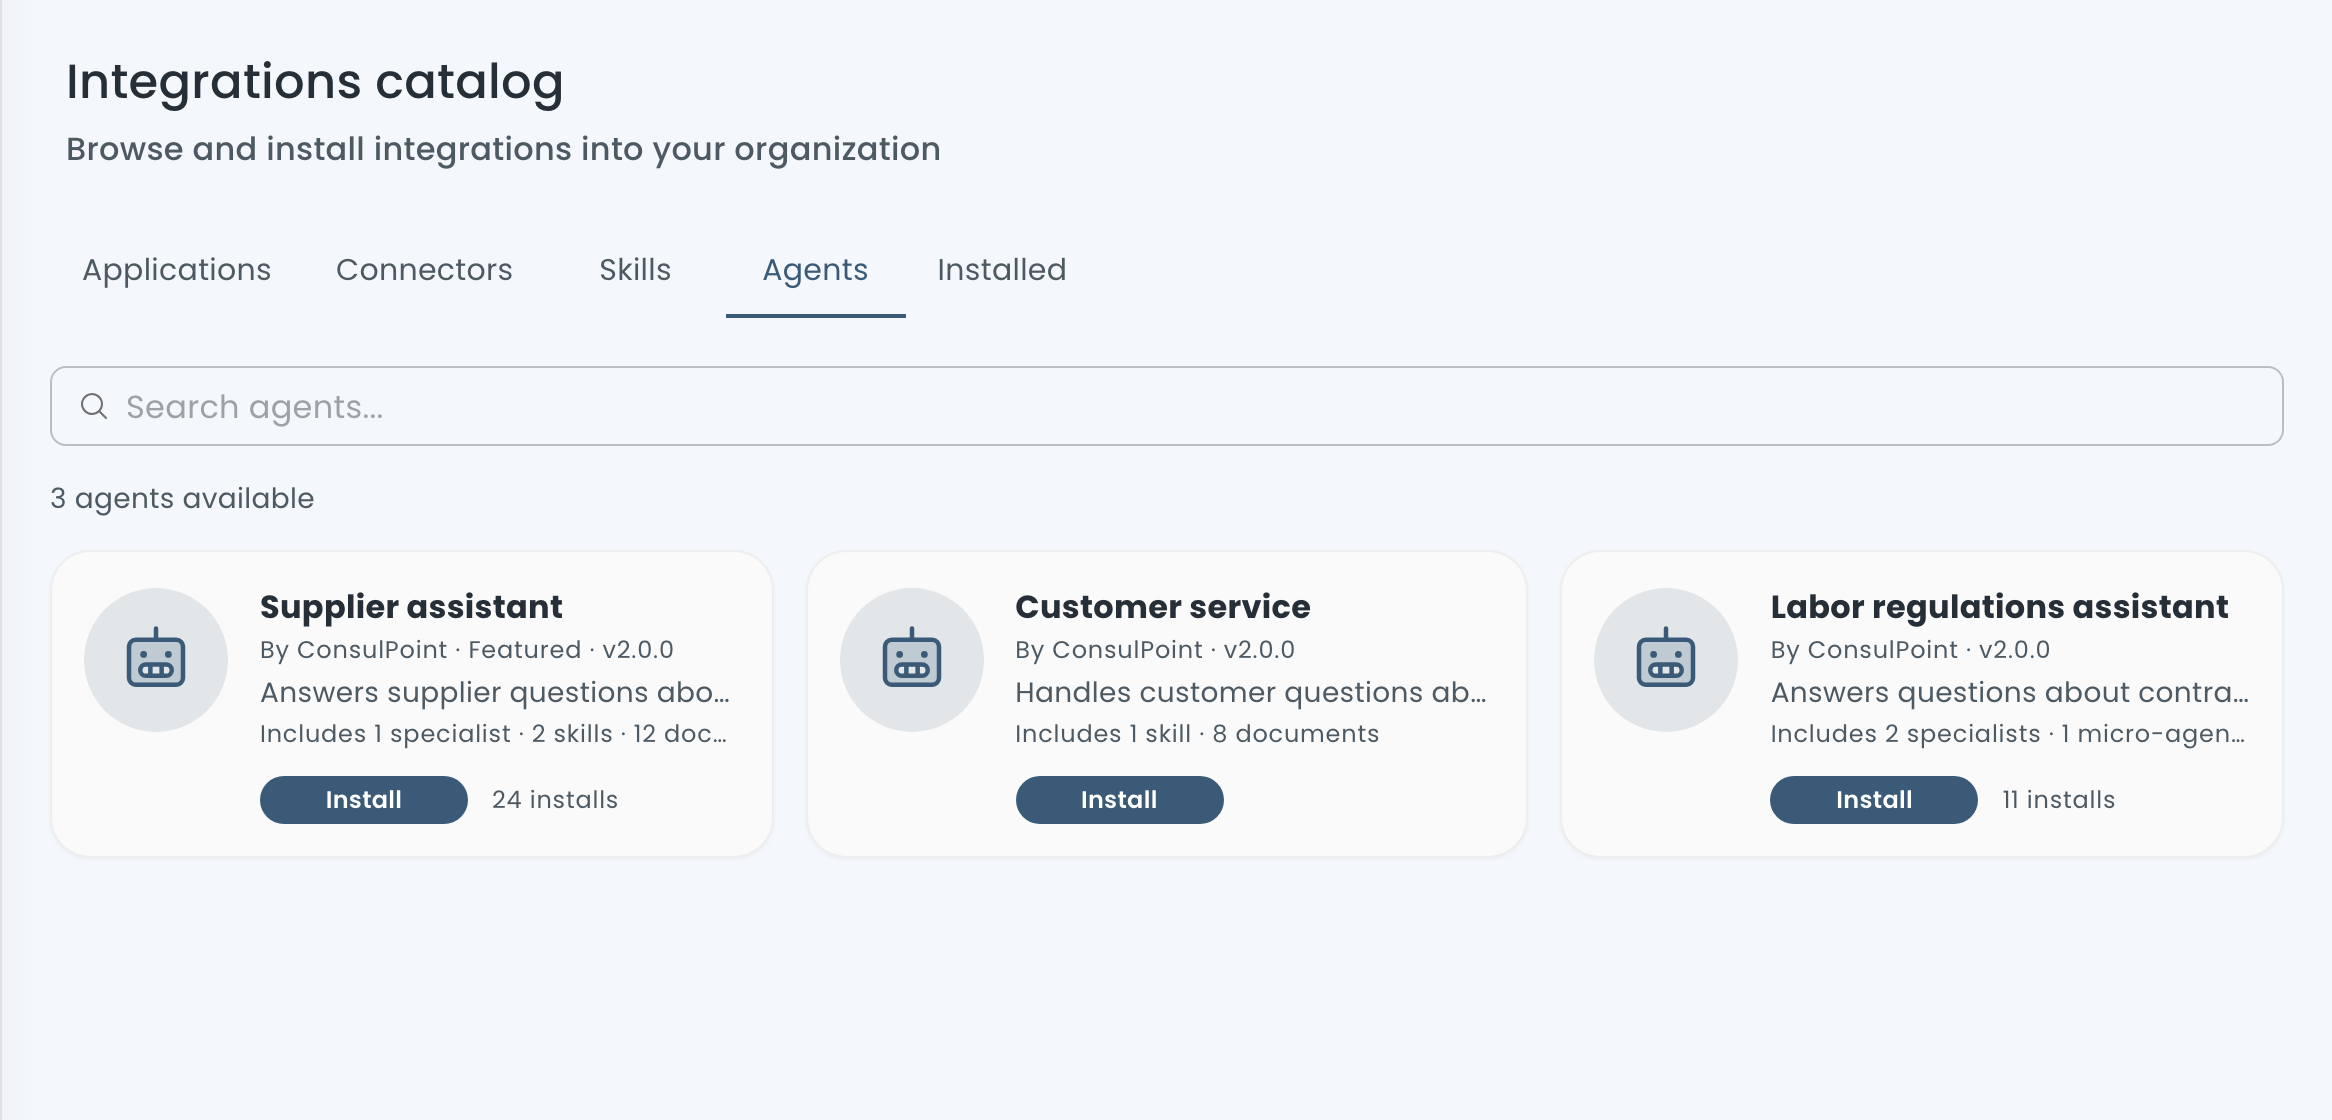 Integrations catalog
Browse and install integrations into your organization
Applications Connectors Skills Agents Installed
Search agents...
3 agents available
Supplier assistant
By ConsulPoint · Featured · v2.0.0
Answers supplier questions abo...
Includes 1 specialist · 2 skills · 12 doc...
Install 24 installs
Customer service
By ConsulPoint · v2.0.0
Handles customer questions ab...
Includes 1 skill · 8 documents
Install
Labor regulations assistant
By ConsulPoint · v2.0.0
Answers questions about contra...
Includes 2 specialists · 1 micro-agen...
Install 11 installs